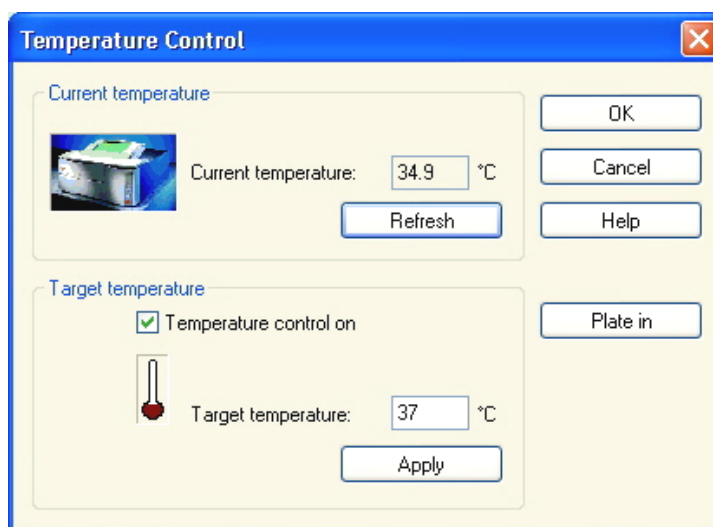 Temperature Control
Current temperature
OK
Current temperature: 34.9 °C
Cancel
Refresh
Help
Target temperature
Temperature control on
Plate in
Target temperature: 37 °C
Apply